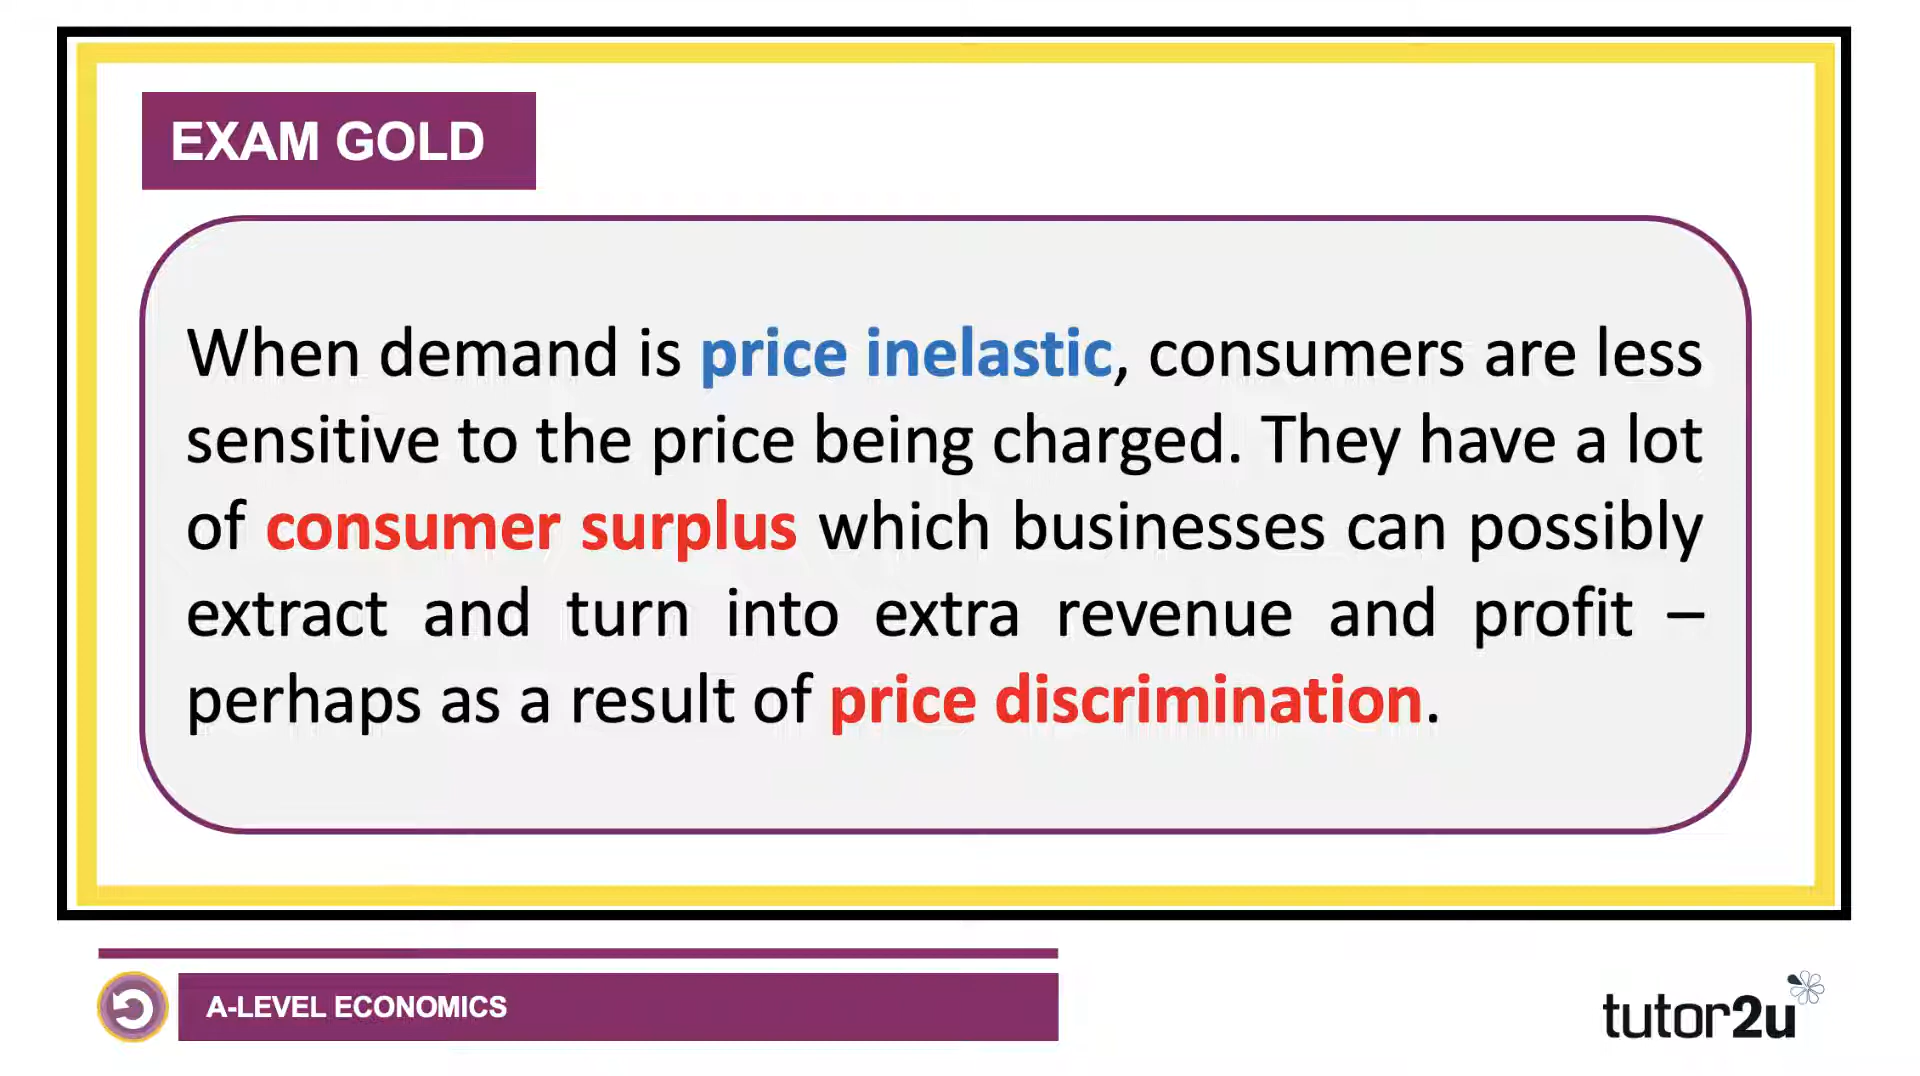 EXAM GOLD
When demand is price inelastic, consumers are less
sensitive to the price being charged. They have a lot
of consumer surplus which businesses can possibly
extract and turn into extra revenue and profit –
perhaps as a result of price discrimination.
A-LEVEL ECONOMICS
tutor2u